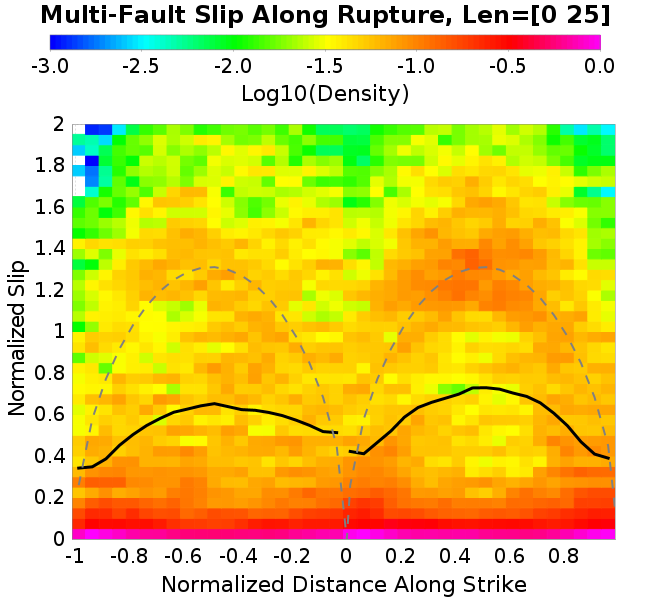 Multi-Fault Slip Along Rupture, Len=[0 25]
-3.0 -2.5 -2.0 -1.5 -1.0 -0.5 0.0
Log10(Density)
2
1.8
1.6
1.4
1.2
1
0.8
0.6
0.4
0.2
0
Normalized Slip
-1 -0.8 -0.6 -0.4 -0.2 0 0.2 0.4 0.6 0.8
Normalized Distance Along Strike